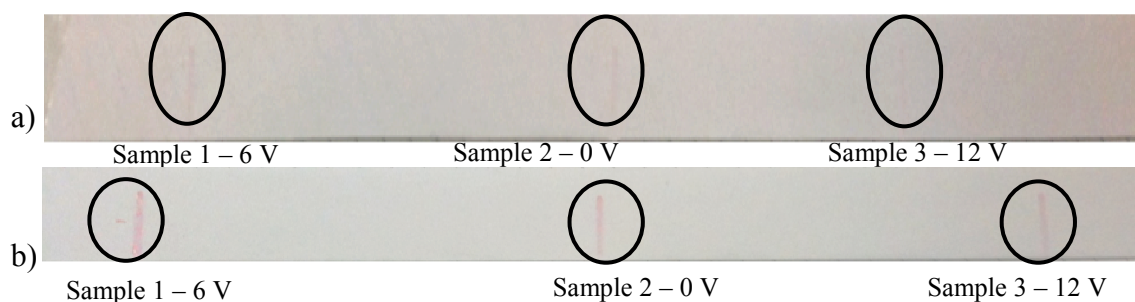 a)
Sample 1 – 6 V Sample 2 – 0 V Sample 3 – 12 V
b)
Sample 1 – 6 V Sample 2 – 0 V Sample 3 – 12 V